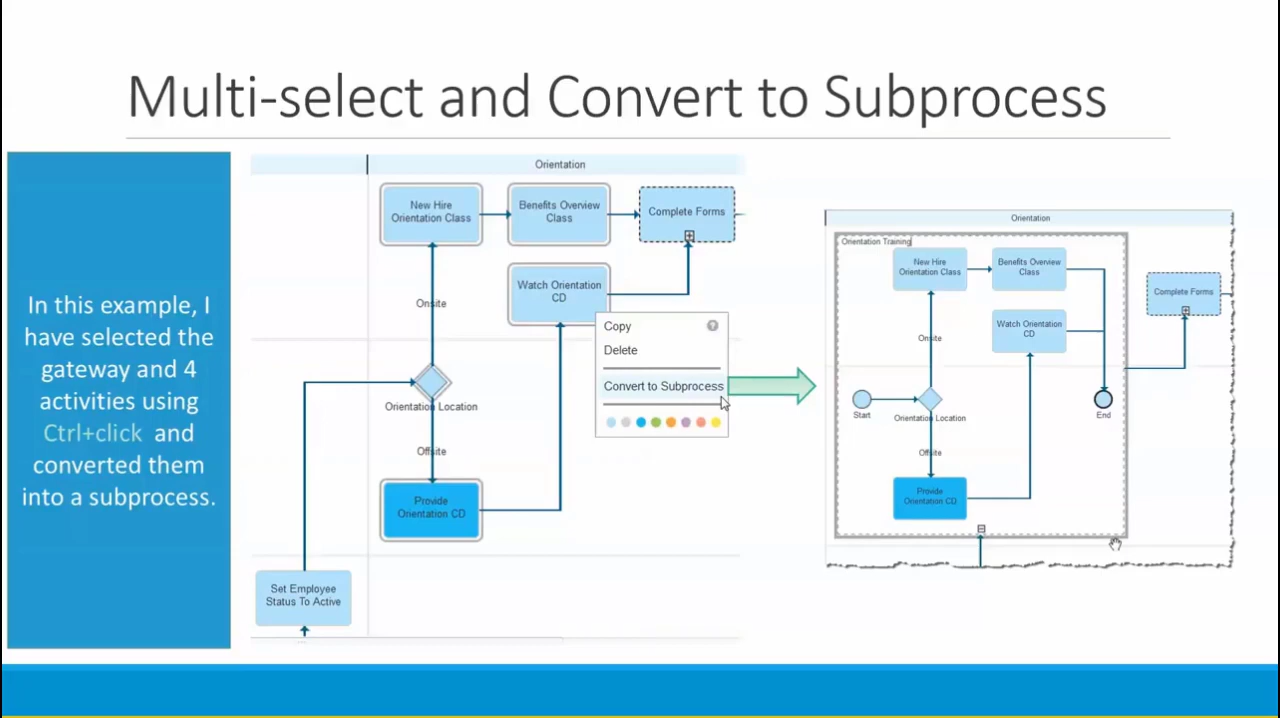 Multi-select and Convert to Subprocess
In this example, I
have selected the
gateway and 4
activities using
Ctrl+click and
converted them
into a subprocess.
Orientation
New Hire
Orientation Class
Benefits Overview
Class
Complete Forms
Watch Orientation
CD
Onsite
Orientation Location
Offsite
Provide
Orientation CD
Set Employee
Status To Active
Copy
Delete
Convert to Subprocess
Orientation
Orientation Training
New Hire
Orientation Class
Benefits Overview
Class
Complete Forms
Watch Orientation
CD
Onsite
Start
Orientation Location
End
Offsite
Provide
Orientation CD